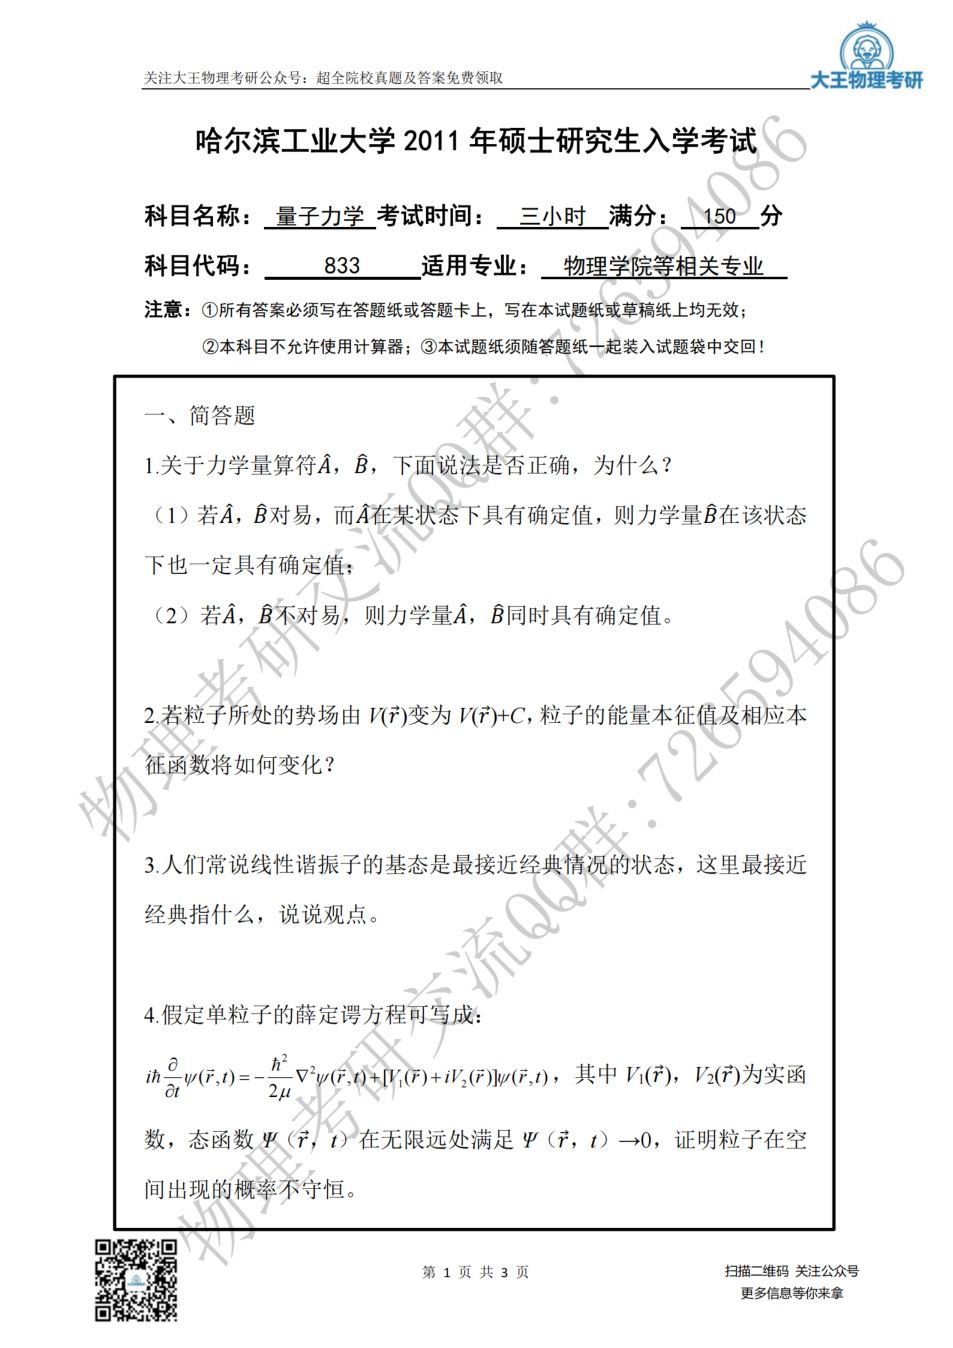 关注大王物理考研公众号：超全院校真题及答案免费领取
大王物理考研
哈尔滨工业大学 2011 年硕士研究生入学考试
科目名称： 量子力学 考试时间： 三小时 满分： 150 分
科目代码： 833 适用专业： 物理学院等相关专业
注意：①所有答案必须写在答题纸或答题卡上，写在本试题纸或草稿纸上均无效；
②本科目不允许使用计算器；③本试题纸须随答题纸一起装入试题袋中交回！
一、简答题
1.关于力学量算符Â，B̂，下面说法是否正确，为什么？
（1）若Â，B̂对易，而Â在某状态下具有确定值，则力学量B̂在该状态
下也一定具有确定值；
（2）若Â，B̂不对易，则力学量Â，B̂同时具有确定值。
2.若粒子所处的势场由 V(r⃗)变为 V(r⃗)+C，粒子的能量本征值及相应本
征函数将如何变化？
3.人们常说线性谐振子的基态是最接近经典情况的状态，这里最接近
经典指什么，说说观点。
4.假定单粒子的薛定谔方程可写成：
iℏ ∂/∂t ψ(r⃗,t) = − ℏ²/2μ ∇²ψ(r⃗,t)+[V₁(r⃗)+iV₂(r⃗)]ψ(r⃗,t)，其中 V₁(r⃗)，V₂(r⃗)为实函
数，态函数 Ψ（r⃗，t）在无限远处满足 Ψ（r⃗，t）→0，证明粒子在空
间出现的概率不守恒。
物理考研交流QQ群：726594086
物理考研交流QQ群：726594086
第 1 页 共 3 页
扫描二维码 关注公众号
更多信息等你来拿